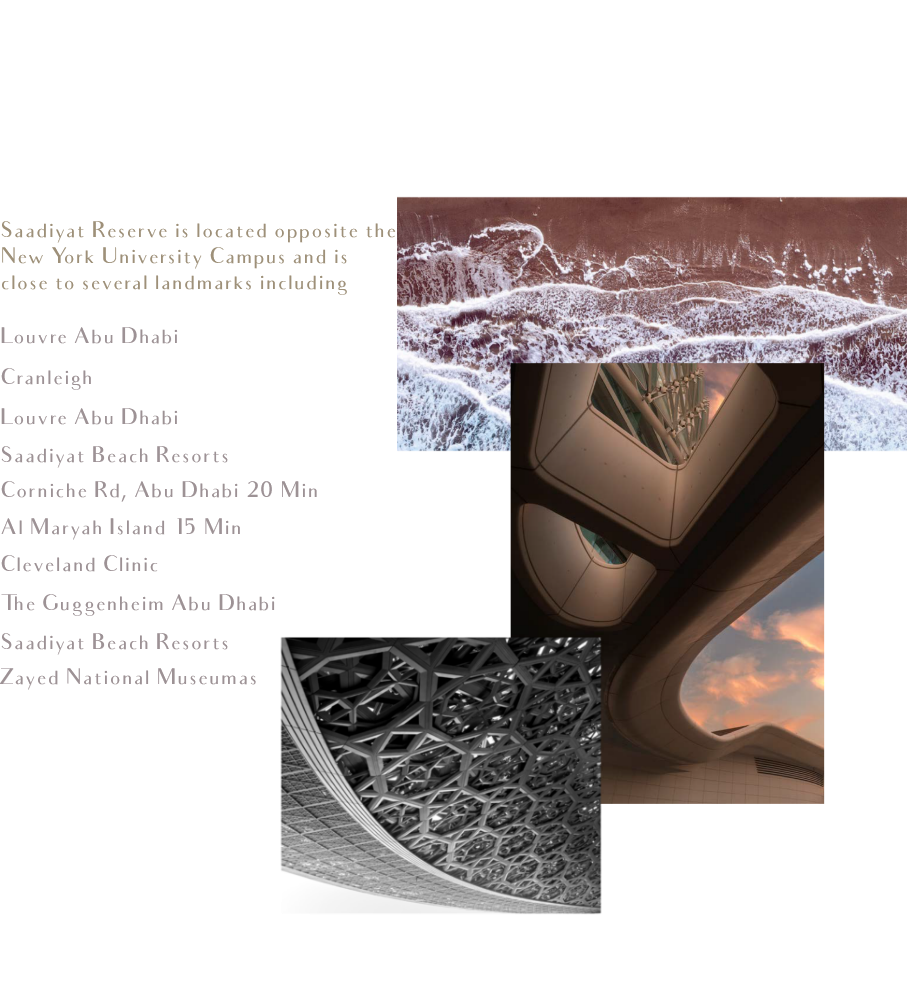 Saadiyat Reserve is located opposite the
New York University Campus and is
close to several landmarks including
Louvre Abu Dhabi
Cranleigh
Louvre Abu Dhabi
Saadiyat Beach Resorts
Corniche Rd, Abu Dhabi 20 Min
Al Maryah Island 15 Min
Cleveland Clinic
The Guggenheim Abu Dhabi
Saadiyat Beach Resorts
Zayed National Museumas